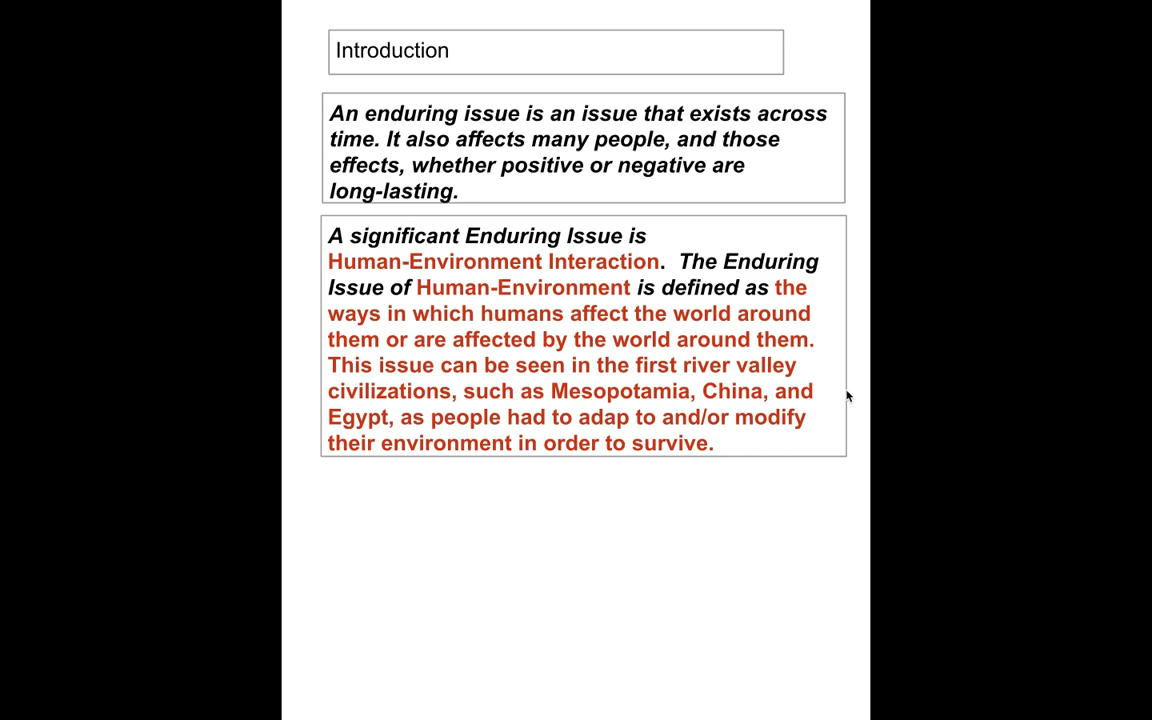 Introduction
An enduring issue is an issue that exists across
time. It also affects many people, and those
effects, whether positive or negative are
long-lasting.
A significant Enduring Issue is
Human-Environment Interaction.  The Enduring
Issue of Human-Environment is defined as the
ways in which humans affect the world around
them or are affected by the world around them.
This issue can be seen in the first river valley
civilizations, such as Mesopotamia, China, and
Egypt, as people had to adap to and/or modify
their environment in order to survive.